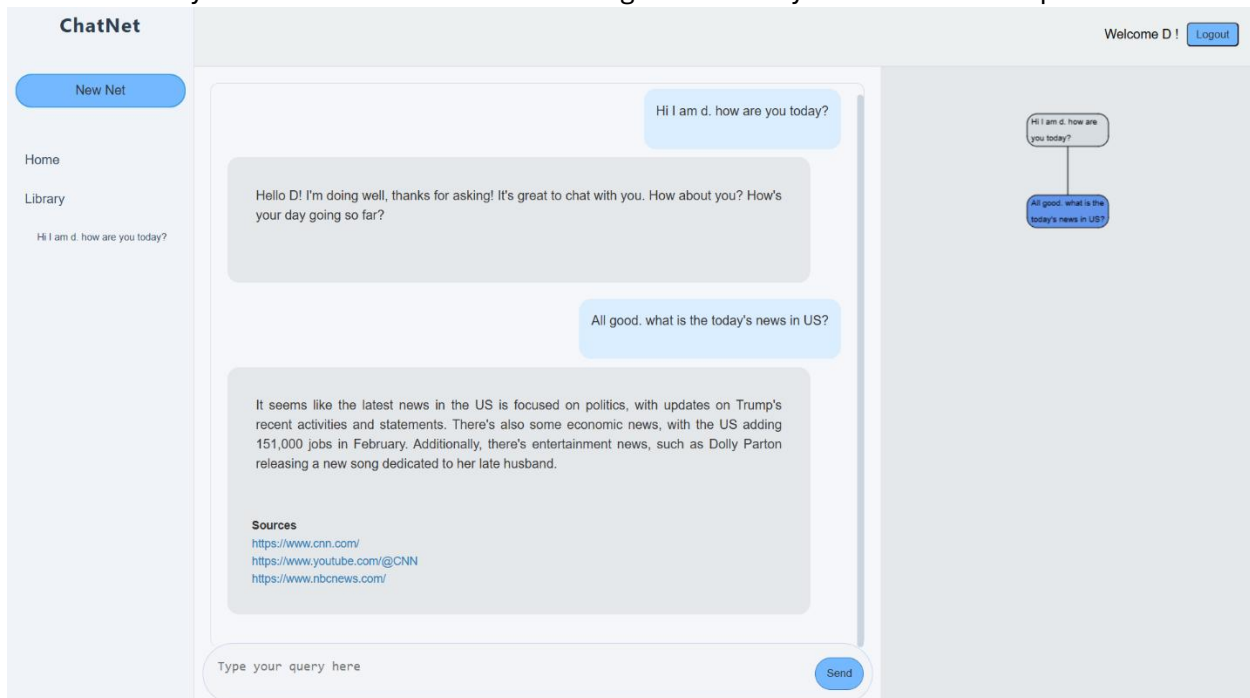 ChatNet
Welcome D !
Logout
New Net
Home
Library
Hi I am d. how are you today?
Hi I am d. how are you today?
Hello D! I'm doing well, thanks for asking! It's great to chat with you. How about you? How's
your day going so far?
All good. what is the today's news in US?
It seems like the latest news in the US is focused on politics, with updates on Trump's
recent activities and statements. There's also some economic news, with the US adding
151,000 jobs in February. Additionally, there's entertainment news, such as Dolly Parton
releasing a new song dedicated to her late husband.
Sources
https://www.cnn.com/
https://www.youtube.com/@CNN
https://www.nbcnews.com/
Type your query here
Send
Hi I am d. how are
you today?
All good. what is the
today's news in US?